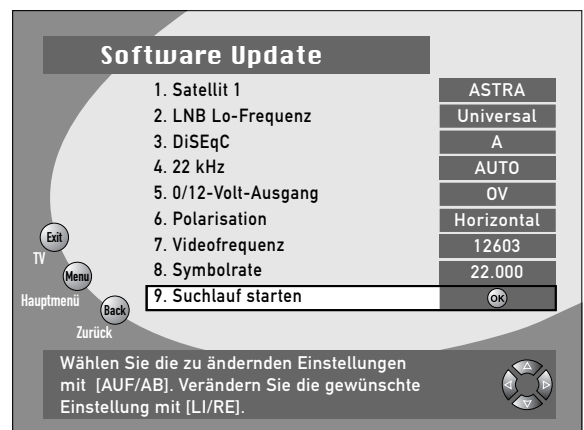 Software Update
1. Satellit 1 ASTRA
2. LNB Lo-Frequenz Universal
3. DiSEqC A
4. 22 kHz AUTO
5. 0/12-Volt-Ausgang 0V
6. Polarisation Horizontal
7. Videofrequenz 12603
8. Symbolrate 22.000
9. Suchlauf starten OK
Exit
TV
Menu
Hauptmenü
Back
Zurück
Wählen Sie die zu ändernden Einstellungen
mit [AUF/AB]. Verändern Sie die gewünschte
Einstellung mit [LI/RE].